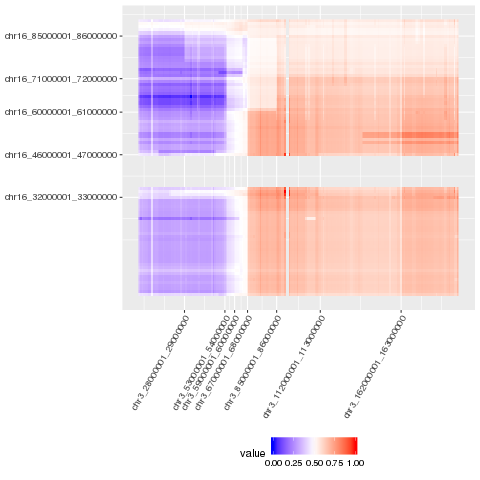 chr16_85000001_86000000
chr16_71000001_72000000
chr16_60000001_61000000
chr16_46000001_47000000
chr16_32000001_33000000
chr3_28000001_29000000
chr3_53000001_54000000
chr3_59000001_60000000
chr3_67000001_68000000
chr3_85000001_86000000
chr3_112000001_113000000
chr3_162000001_163000000
value
0.00 0.25 0.50 0.75 1.00